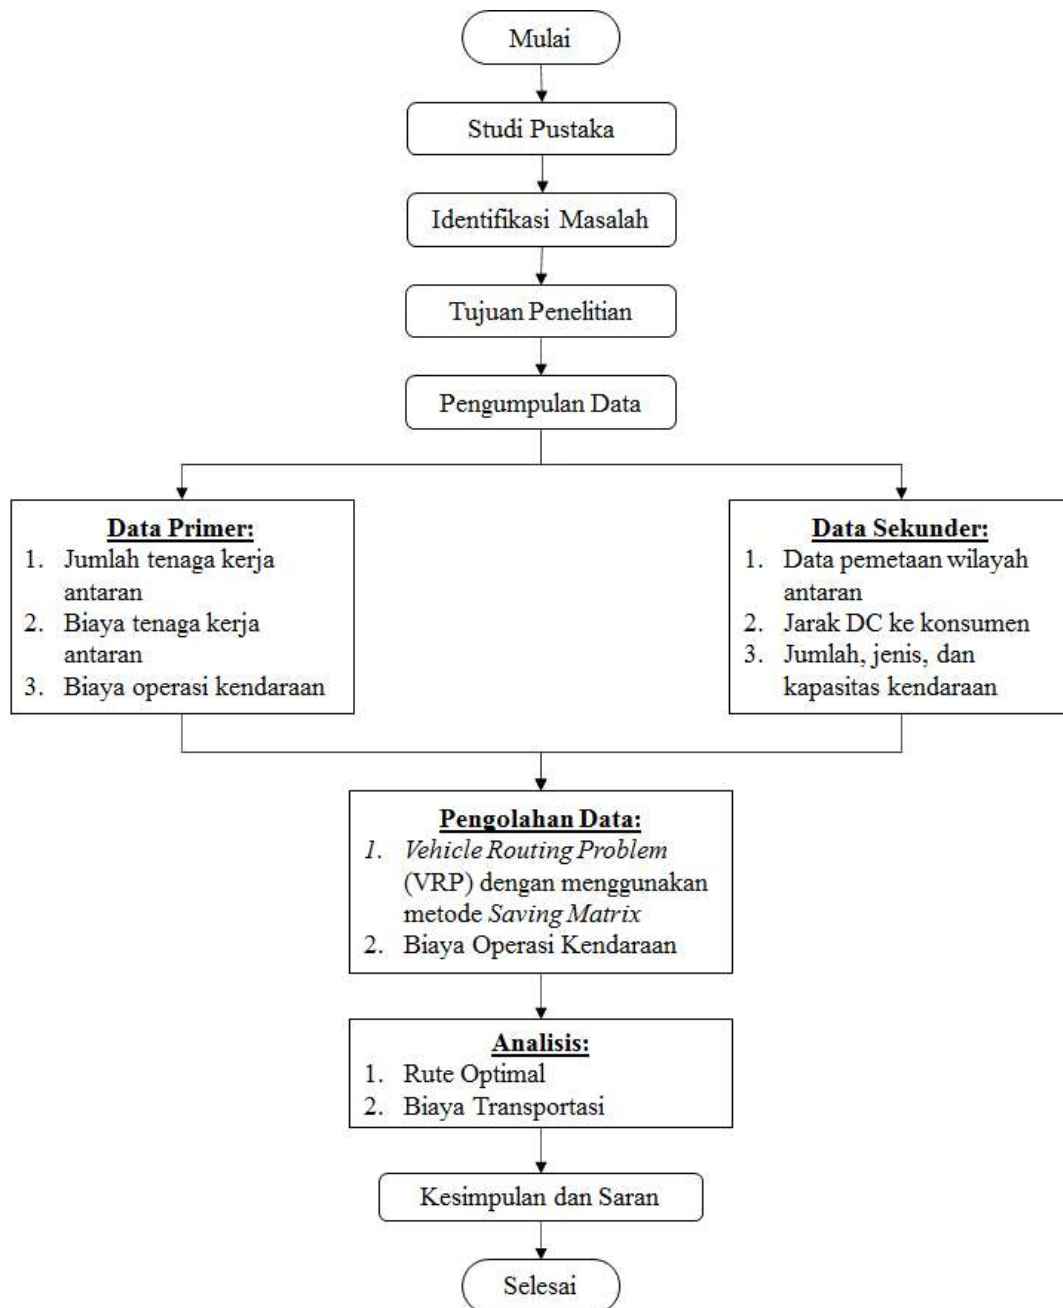 Mulai
Studi Pustaka
Identifikasi Masalah
Tujuan Penelitian
Pengumpulan Data
Data Primer:
1. Jumlah tenaga kerja
antaran
2. Biaya tenaga kerja
antaran
3. Biaya operasi kendaraan
Data Sekunder:
1. Data pemetaan wilayah
antaran
2. Jarak DC ke konsumen
3. Jumlah, jenis, dan
kapasitas kendaraan
Pengolahan Data:
1. Vehicle Routing Problem
(VRP) dengan menggunakan
metode Saving Matrix
2. Biaya Operasi Kendaraan
Analisis:
1. Rute Optimal
2. Biaya Transportasi
Kesimpulan dan Saran
Selesai